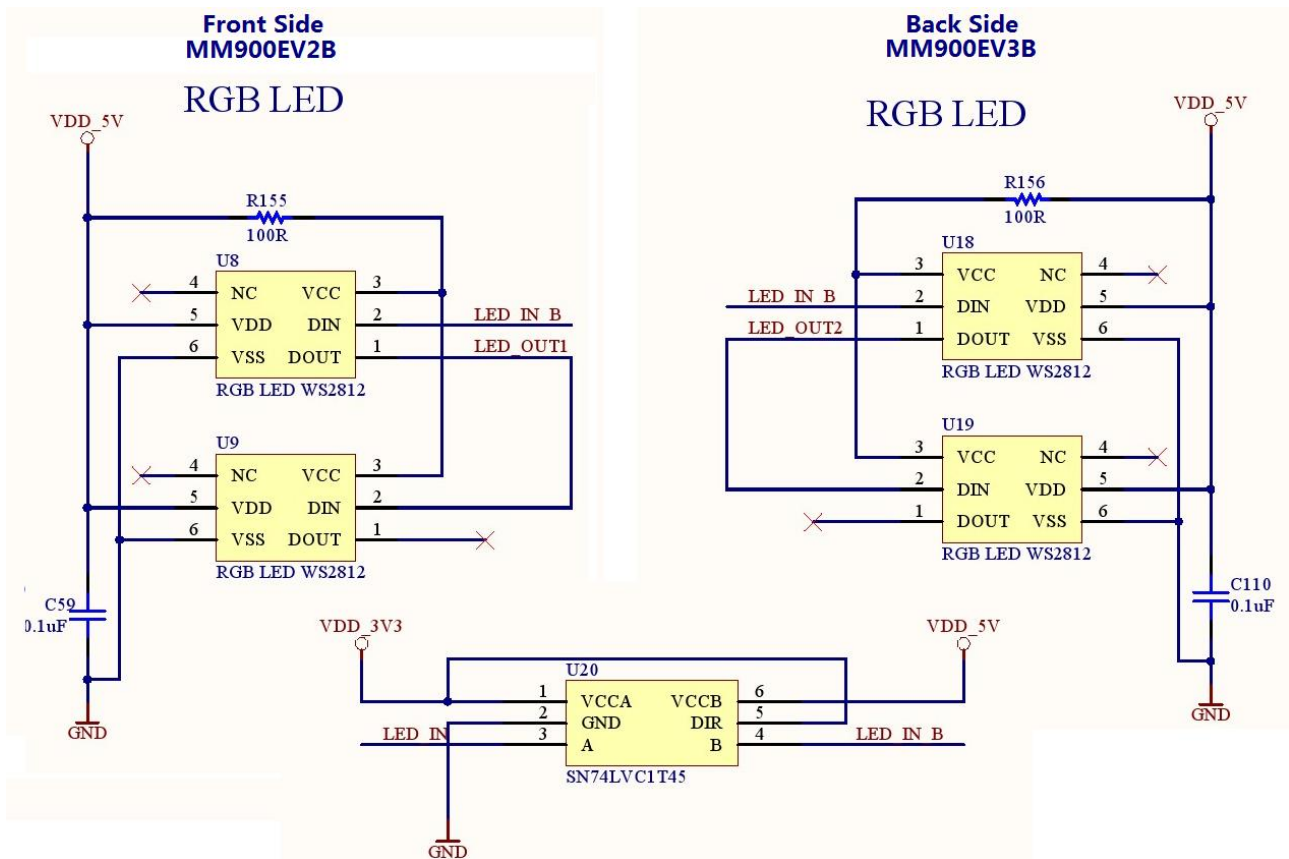 Front Side
MM900EV2B
RGB LED
VDD_5V
R155
100R
U8
4 NC VCC 3
5 VDD DIN 2 LED_IN_B
6 VSS DOUT 1 LED_OUT1
RGB LED WS2812
U9
4 NC VCC 3
5 VDD DIN 2
6 VSS DOUT 1
RGB LED WS2812
C59
0.1uF
GND
Back Side
MM900EV3B
RGB LED
VDD_5V
R156
100R
U18
3 VCC NC 4
LED_IN_B 2 DIN VDD 5
LED_OUT2 1 DOUT VSS 6
RGB LED WS2812
U19
3 VCC NC 4
2 DIN VDD 5
1 DOUT VSS 6
RGB LED WS2812
C110
0.1uF
GND
VDD_3V3
VDD_5V
U20
1 VCCA VCCB 6
2 GND DIR 5
LED_IN 3 A B 4 LED_IN_B
SN74LVC1T45
GND